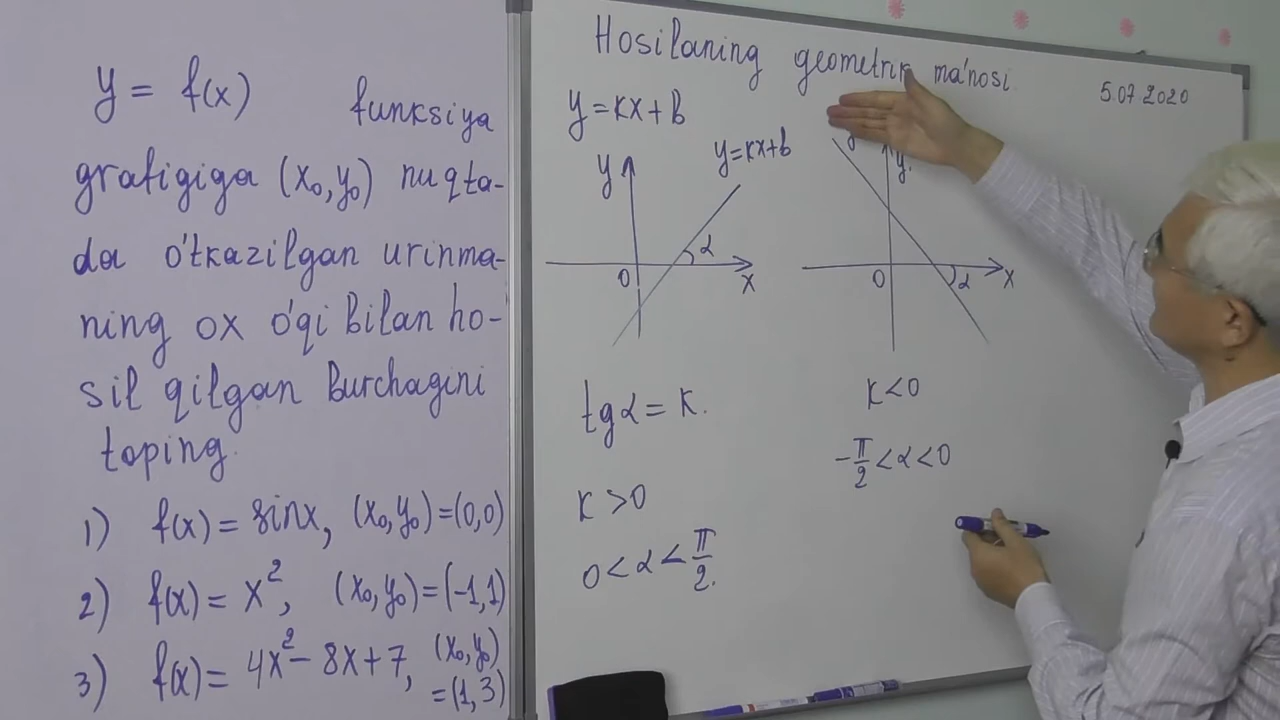 y = f(x) funksiya
grafigiga (x₀,y₀) nuqta-
da o'tkazilgan urinma-
ning ox o'qi bilan ho-
sil qilgan burchagini
toping.
1) f(x) = sinx, (x₀,y₀)=(0,0)
2) f(x) = x², (x₀,y₀)=(-1,1)
3) f(x) = 4x² - 8x + 7, (x₀,y₀)
=(1,3)
Hosilaning geometrik ma'nosi.
5.07.2020
y = kx + b
y
y = kx + b
α
0
x
tgα = k.
k > 0
0 < α < π/2.
y
y
0
α
x
k < 0
-π/2 < α < 0